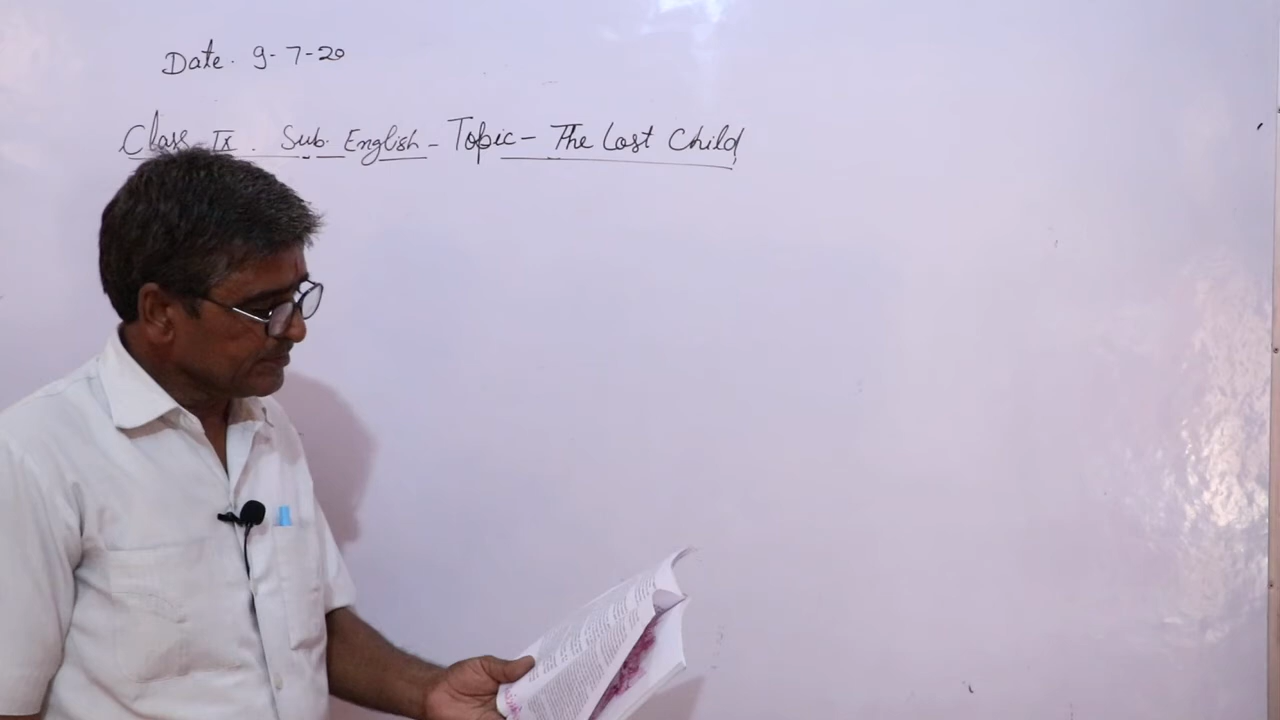 Date. 9-7-20
Class-IX. Sub. English - Topic - The Lost Child